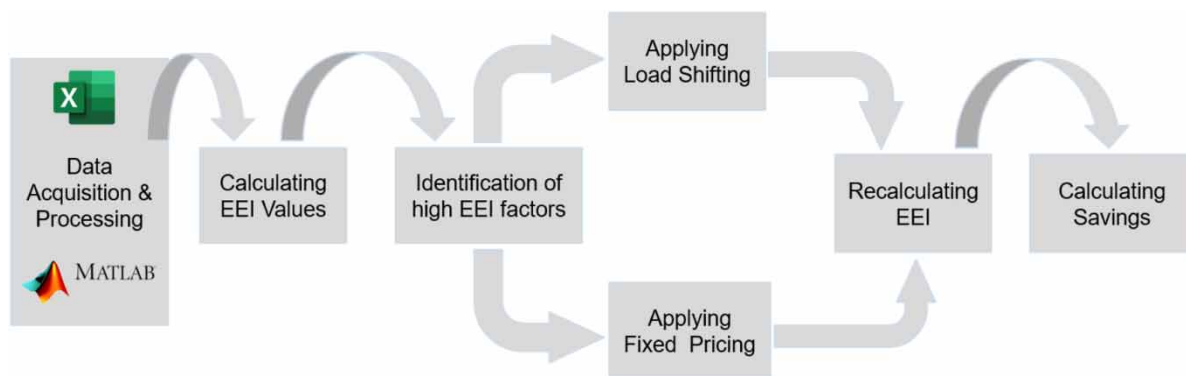 X
Data
Acquisition &
Processing
MATLAB
Calculating
EEI Values
Identification of
high EEI factors
Applying
Load Shifting
Applying
Fixed Pricing
Recalculating
EEI
Calculating
Savings